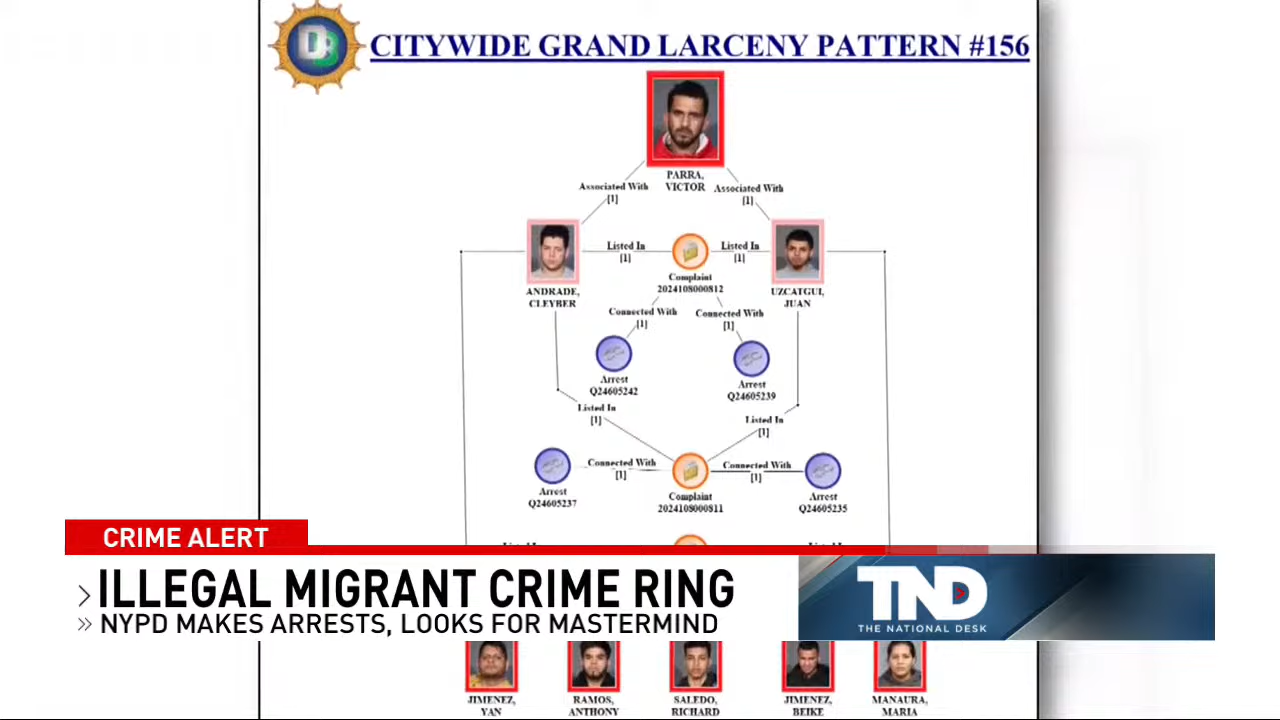 DB
CITYWIDE GRAND LARCENY PATTERN #156
PARRA,
VICTOR
Associated With
[1]
Associated With
[1]
Listed In
[1]
Listed In
[1]
ANDRADE,
CLEYBER
Complaint
2024108000812
UZCATGUI,
JUAN
Connected With
[1]
Connected With
[1]
Arrest
Q24605242
Arrest
Q24605239
Listed In
[1]
Listed In
[1]
Connected With
[1]
Connected With
[1]
Arrest
Q24605237
Complaint
2024108000811
Arrest
Q24605235
CRIME ALERT
ILLEGAL MIGRANT CRIME RING
NYPD MAKES ARRESTS, LOOKS FOR MASTERMIND
TND
THE NATIONAL DESK
JIMENEZ,
YAN
RAMOS,
ANTHONY
SALEDO,
RICHARD
JIMENEZ,
BEIKE
MANAURA,
MARIA